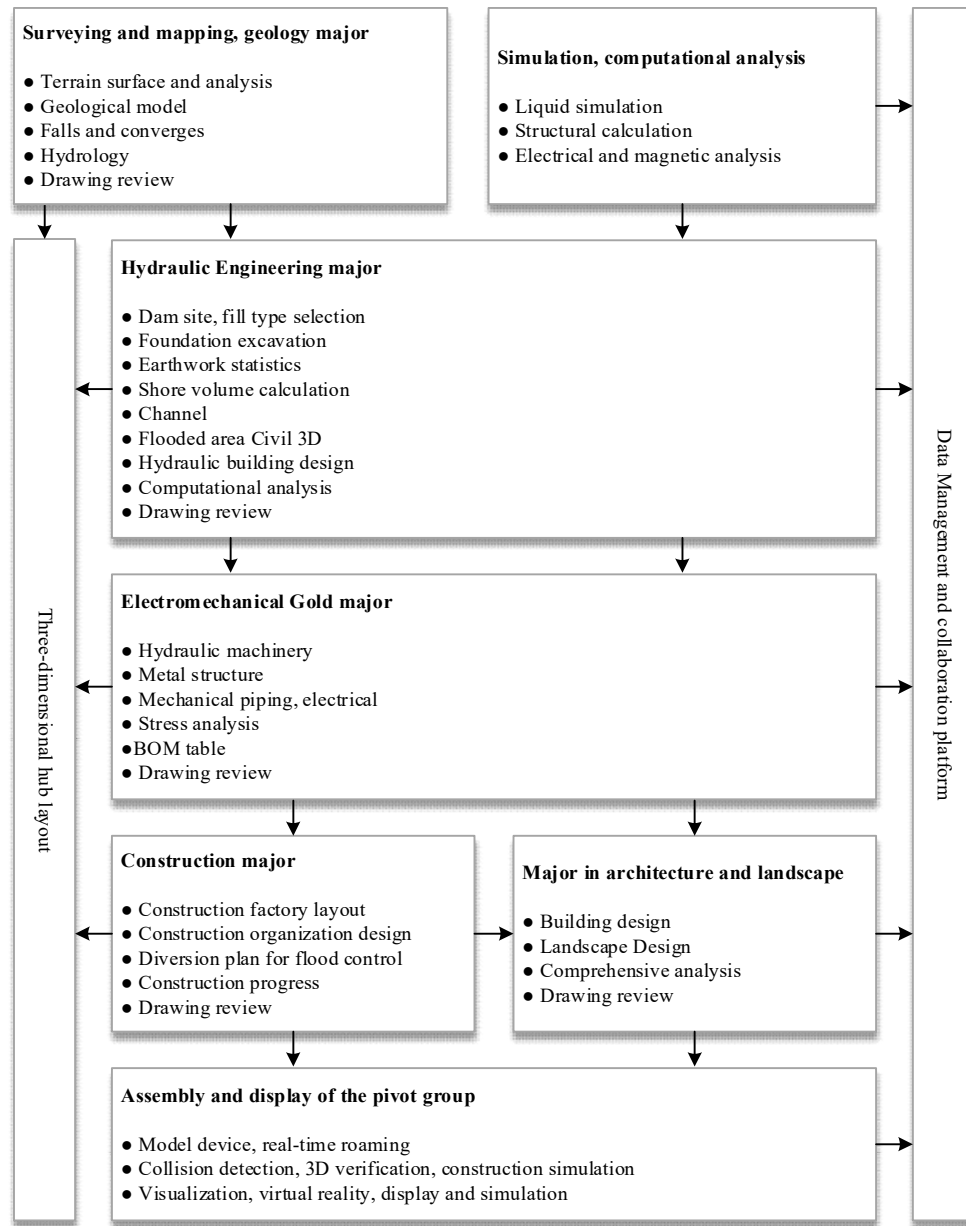 Surveying and mapping, geology major
● Terrain surface and analysis
● Geological model
● Falls and converges
● Hydrology
● Drawing review
Simulation, computational analysis
● Liquid simulation
● Structural calculation
● Electrical and magnetic analysis
Hydraulic Engineering major
● Dam site, fill type selection
● Foundation excavation
● Earthwork statistics
● Shore volume calculation
● Channel
● Flooded area Civil 3D
● Hydraulic building design
● Computational analysis
● Drawing review
Electromechanical Gold major
● Hydraulic machinery
● Metal structure
● Mechanical piping, electrical
● Stress analysis
●BOM table
● Drawing review
Construction major
● Construction factory layout
● Construction organization design
● Diversion plan for flood control
● Construction progress
● Drawing review
Major in architecture and landscape
● Building design
● Landscape Design
● Comprehensive analysis
● Drawing review
Assembly and display of the pivot group
● Model device, real-time roaming
● Collision detection, 3D verification, construction simulation
● Visualization, virtual reality, display and simulation
Three-dimensional hub layout
Data Management and collaboration platform